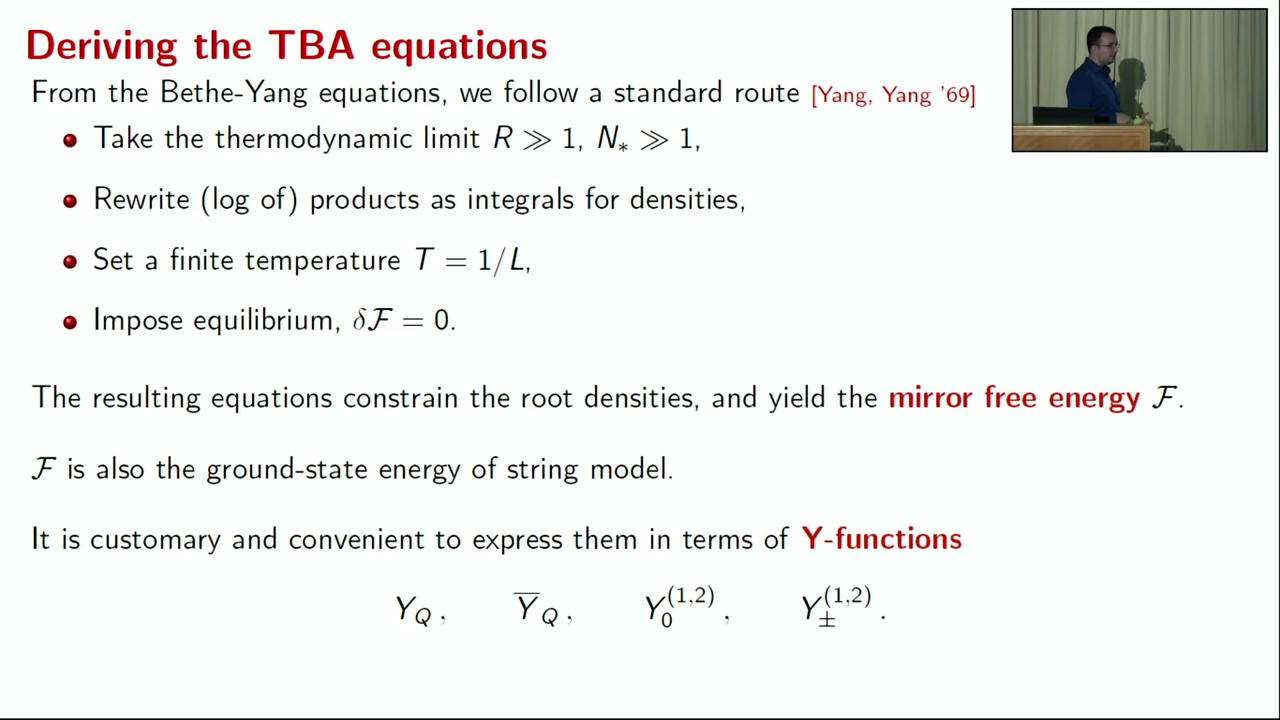 Deriving the TBA equations
From the Bethe-Yang equations, we follow a standard route [Yang, Yang '69]
Take the thermodynamic limit R ≫ 1, N∗ ≫ 1,
Rewrite (log of) products as integrals for densities,
Set a finite temperature T = 1/L,
Impose equilibrium, δℱ = 0.
The resulting equations constrain the root densities, and yield the mirror free energy ℱ.
ℱ is also the ground-state energy of string model.
It is customary and convenient to express them in terms of Y-functions
Y_Q , Y̅_Q , Y_0^(1,2) , Y_±^(1,2) .